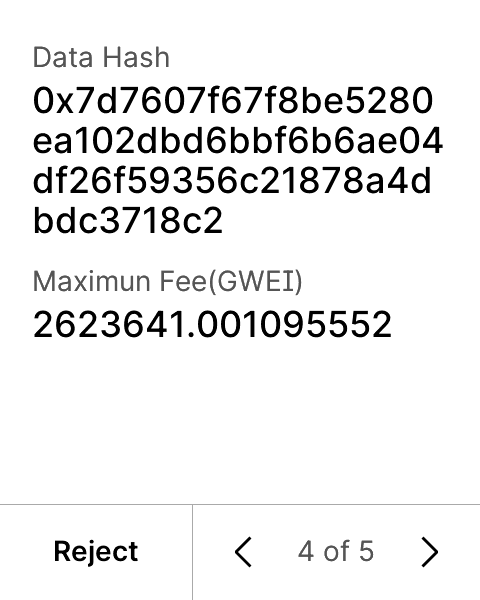 Data Hash
0x7d7607f67f8be5280
ea102dbd6bbf6b6ae04
df26f59356c21878a4d
bdc3718c2
Maximun Fee(GWEI)
2623641.001095552
Reject
4 of 5